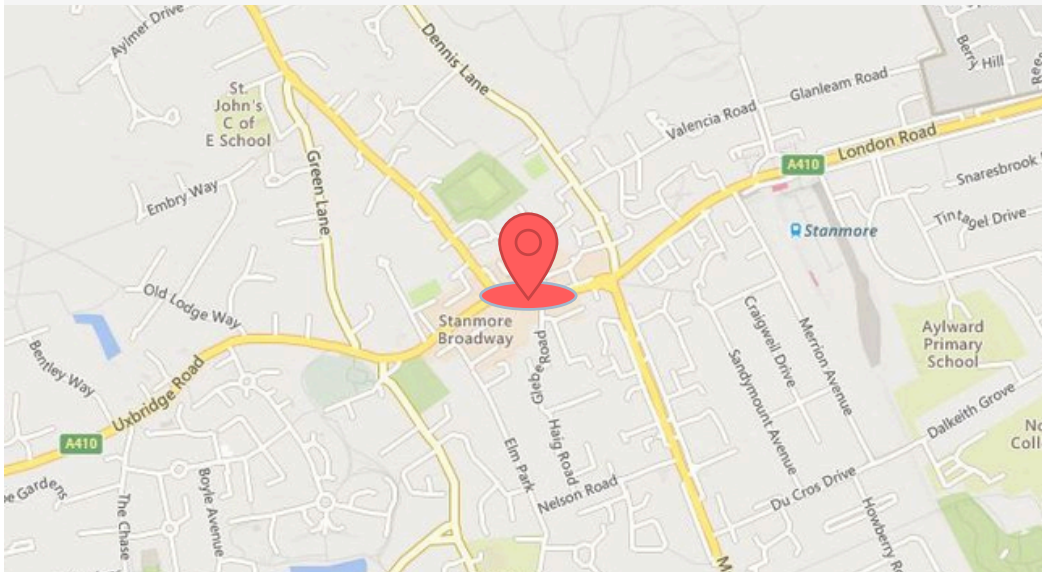 Aylmer Drive
Dennis Lane
Berry Hill
St.
John's
C of
E School
Valencia Road
Glanleam Road
London Road
A410
Green Lane
Embry Way
Snaresbrook
Tintagel Drive
Stanmore
Old Lodge Way
Stanmore
Broadway
Glebe Road
Craigweil Drive
Merrion Avenue
Aylward
Primary
School
Bentley Way
Uxbridge Road
A410
Haig Road
Sandymount Avenue
Dalkeith Grove
Elm Park
Nelson Road
Du Cros Drive
Gardens
The Chase
Boyle Avenue
Howberry